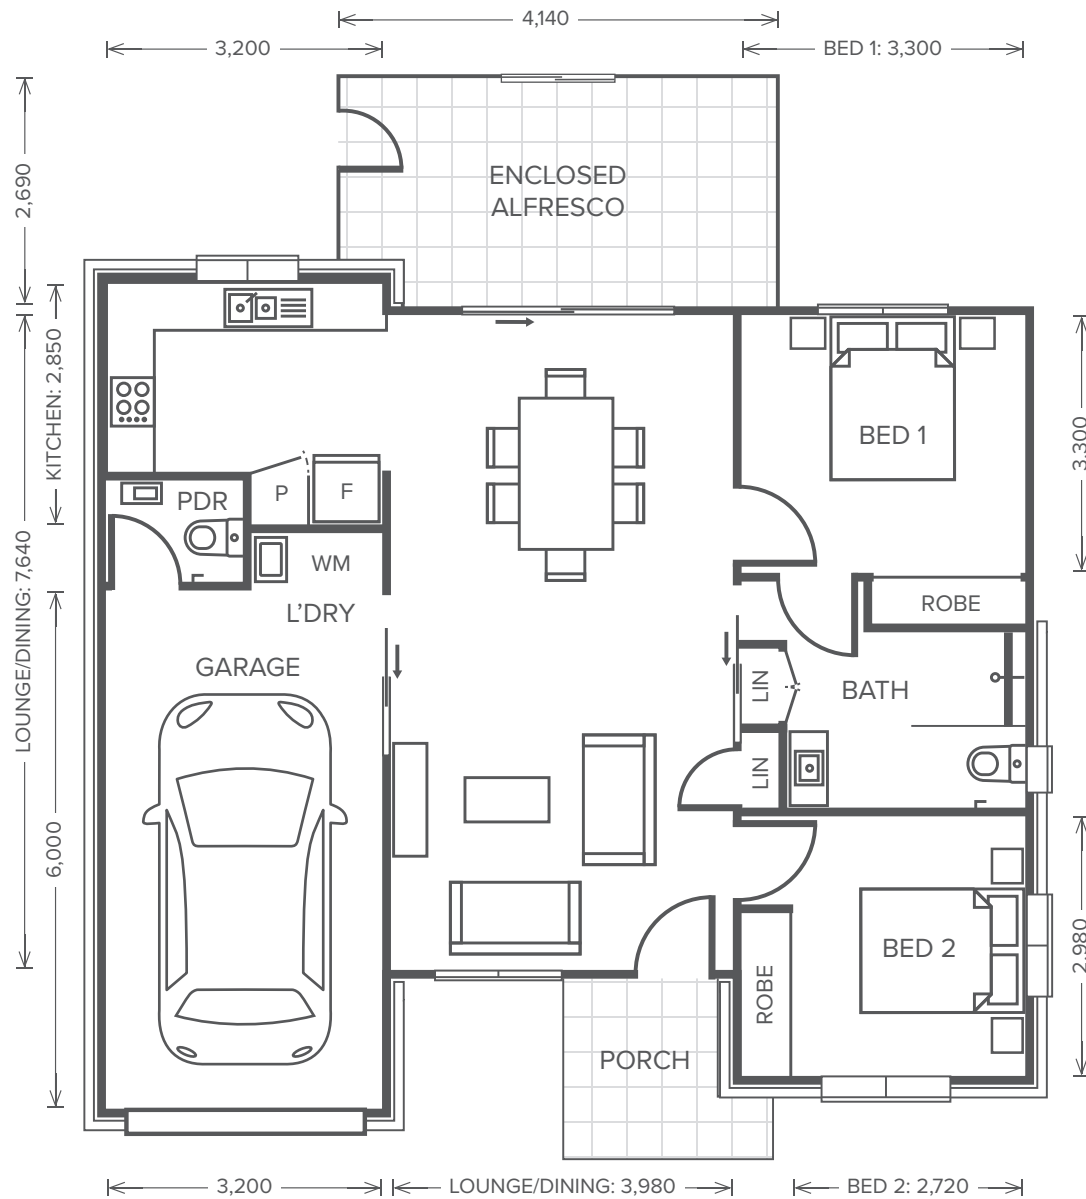 4,140
3,200
BED 1: 3,300
2,690
ENCLOSED
ALFRESCO
KITCHEN: 2,850
LOUNGE/DINING: 7,640
3,300
BED 1
PDR
P
F
WM
L'DRY
ROBE
GARAGE
LIN
BATH
LIN
6,000
BED 2
2,980
ROBE
PORCH
3,200
LOUNGE/DINING: 3,980
BED 2: 2,720